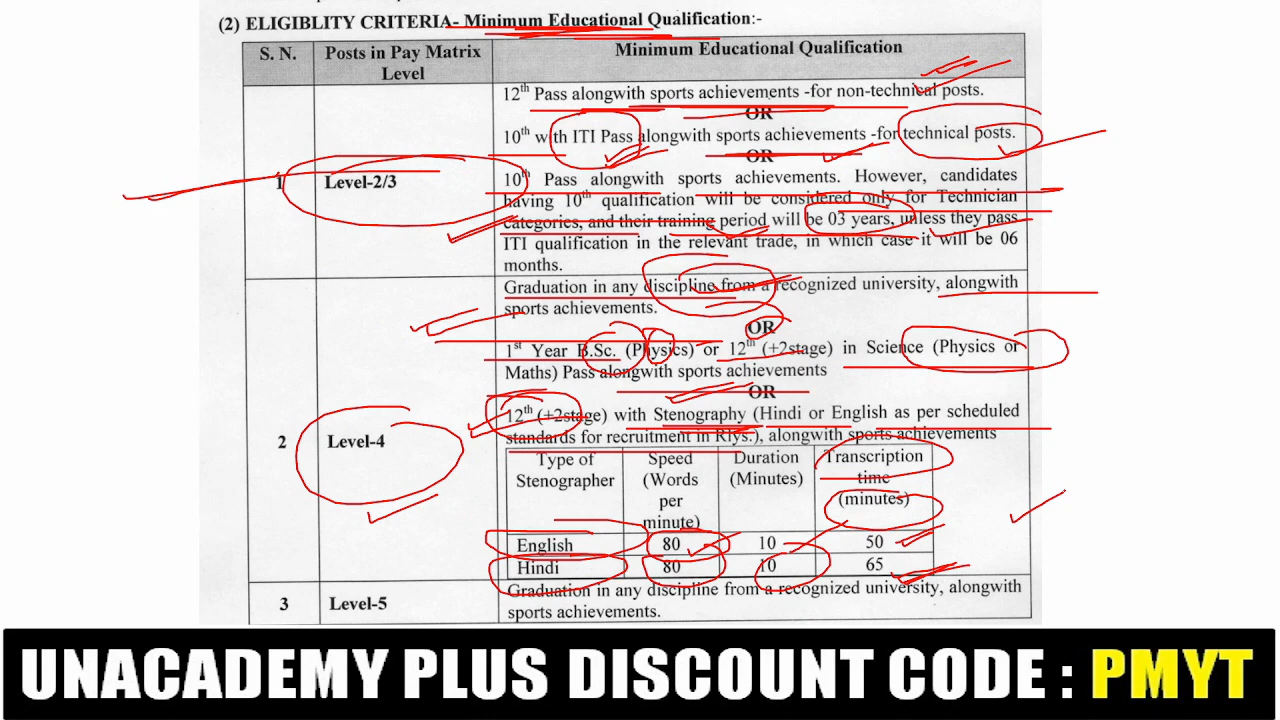 (2) ELIGIBLITY CRITERIA- Minimum Educational Qualification:-
S. N.
Posts in Pay Matrix
Level
Minimum Educational Qualification
1
Level-2/3
12th Pass alongwith sports achievements -for non-technical posts.
OR
10th with ITI Pass alongwith sports achievements -for technical posts.
OR
10th Pass alongwith sports achievements. However, candidates
having 10th qualification will be considered only for Technician
categories, and their training period will be 03 years, unless they pass
ITI qualification in the relevant trade, in which case it will be 06
months.
2
Level-4
Graduation in any discipline from a recognized university, alongwith
sports achievements.
OR
1st Year B.Sc. (Physics) or 12th (+2stage) in Science (Physics or
Maths) Pass alongwith sports achievements
OR
12th (+2stage) with Stenography (Hindi or English as per scheduled
standards for recruitment in Rlys.), alongwith sports achievements
Type of
Stenographer
Speed
(Words
per
minute)
Duration
(Minutes)
Transcription
time
(minutes)
English 80 10 50
Hindi 80 10 65
3
Level-5
Graduation in any discipline from a recognized university, alongwith
sports achievements.
UNACADEMY PLUS DISCOUNT CODE : PMYT